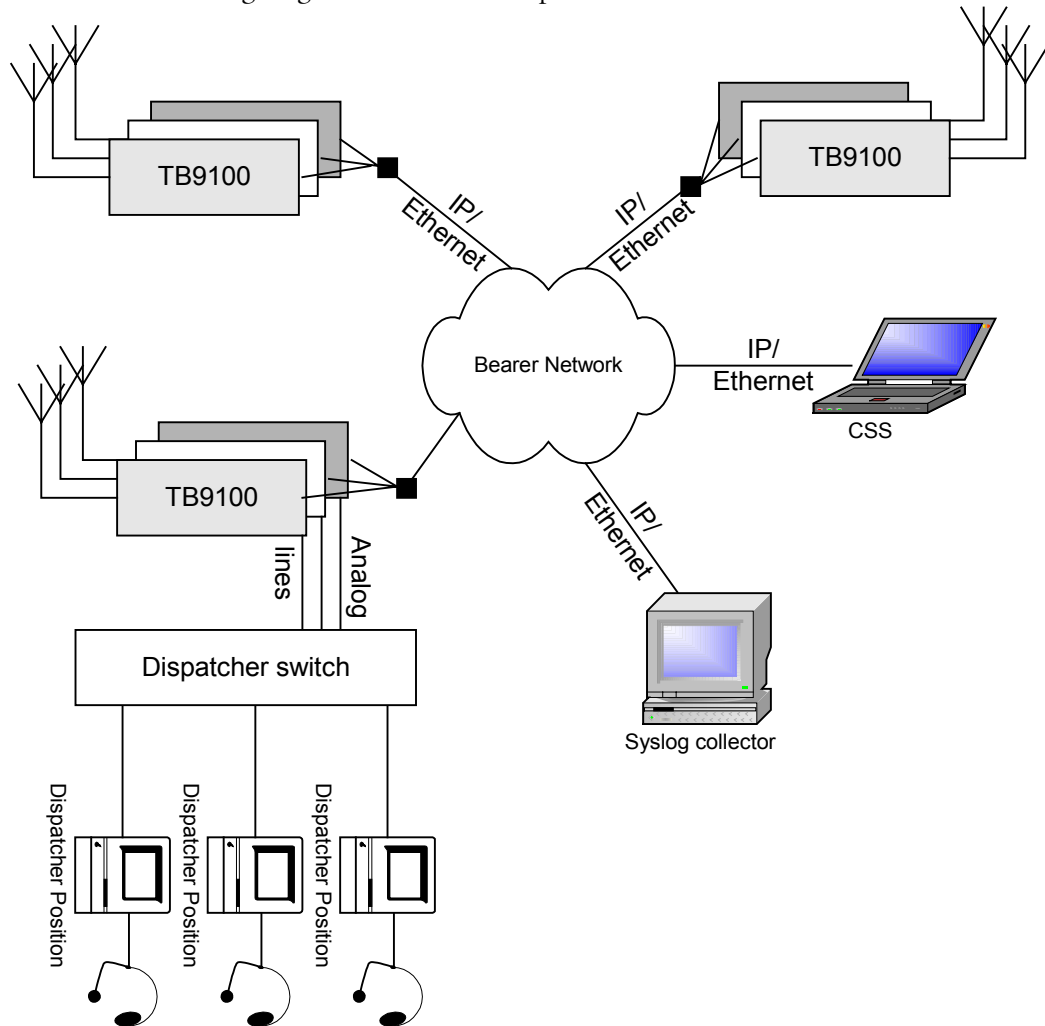 TB9100
TB9100
IP/
Ethernet
IP/
Ethernet
Bearer Network
IP/
Ethernet
CSS
TB9100
lines
Analog
IP/
Ethernet
Dispatcher switch
Syslog collector
Dispatcher Position
Dispatcher Position
Dispatcher Position